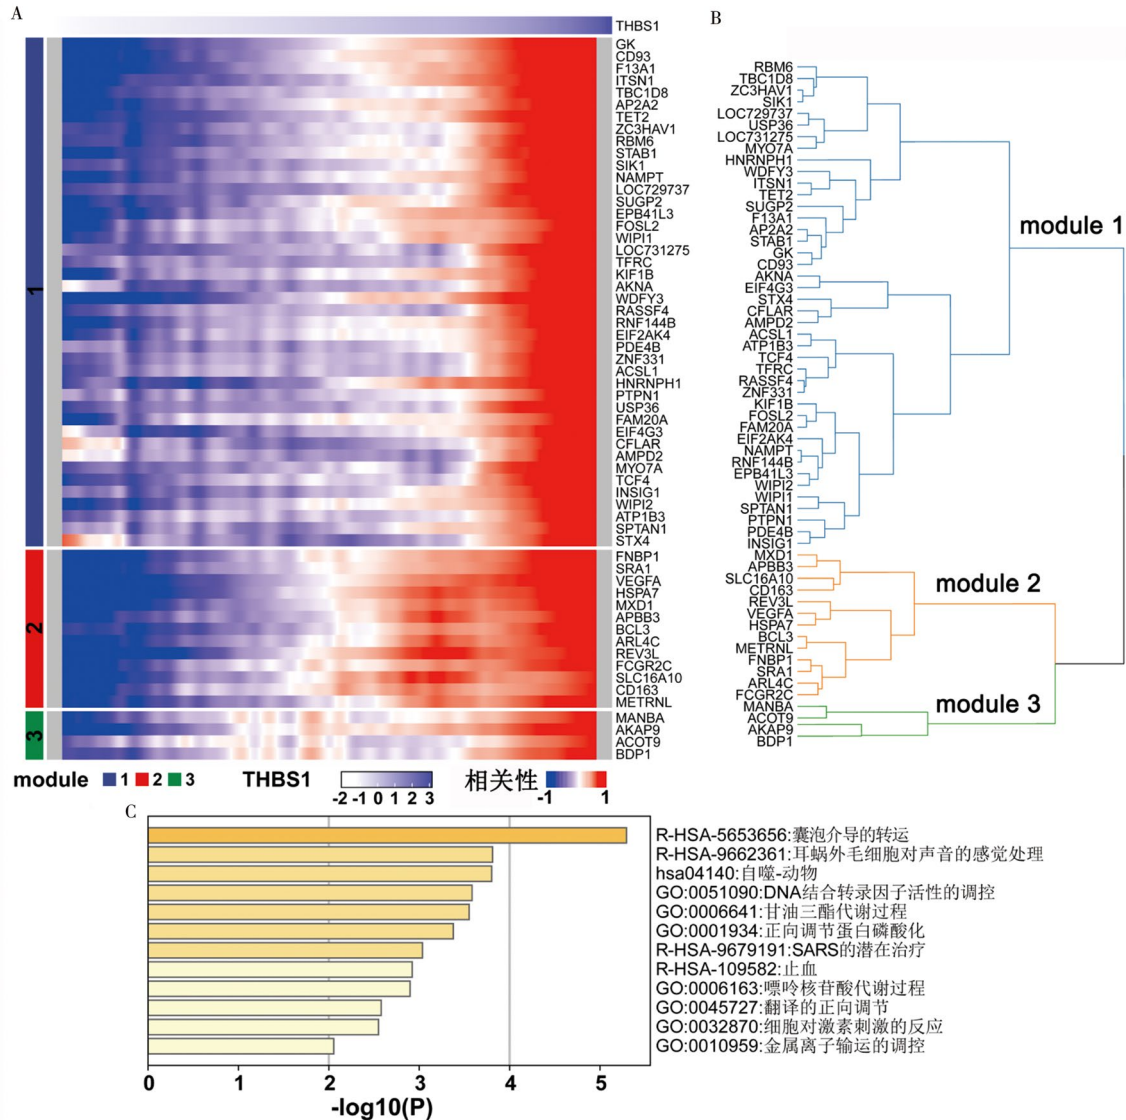 A
THBS1
GK
CD93
F13A1
ITSN1
TBC1D8
AP2A2
TET2
ZC3HAV1
RBM6
STAB1
SIK1
NAMPT
LOC729737
SUGP2
EPB41L3
FOSL2
WIPI1
LOC731275
TFRC
KIF1B
AKNA
WDFY3
RASSF4
RNF144B
EIF2AK4
PDE4B
ZNF331
ACSL1
HNRNPH1
PTPN1
USP36
FAM20A
EIF4G3
CFLAR
AMPD2
MYO7A
TCF4
INSIG1
WIPI2
ATP1B3
SPTAN1
STX4
1
FNBP1
SRA1
VEGFA
HSPA7
MXD1
APBB3
BCL3
ARL4C
REV3L
FCGR2C
SLC16A10
CD163
METRNL
2
MANBA
AKAP9
ACOT9
BDP1
3
module 1 2 3
THBS1
-2 -1 0 1 2 3
相关性
-1 1
B
RBM6
TBC1D8
ZC3HAV1
SIK1
LOC729737
USP36
LOC731275
MYO7A
HNRNPH1
WDFY3
ITSN1
TET2
SUGP2
F13A1
AP2A2
STAB1
GK
CD93
AKNA
EIF4G3
STX4
CFLAR
AMPD2
ACSL1
ATP1B3
TCF4
TFRC
RASSF4
ZNF331
KIF1B
FOSL2
FAM20A
EIF2AK4
NAMPT
RNF144B
EPB41L3
WIPI2
WIPI1
SPTAN1
PTPN1
PDE4B
INSIG1
MXD1
APBB3
SLC16A10
CD163
REV3L
VEGFA
HSPA7
BCL3
METRNL
FNBP1
SRA1
ARL4C
FCGR2C
MANBA
ACOT9
AKAP9
BDP1
module 1
module 2
module 3
C
R-HSA-5653656:囊泡介导的转运
R-HSA-9662361:耳蜗外毛细胞对声音的感觉处理
hsa04140:自噬-动物
GO:0051090:DNA结合转录因子活性的调控
GO:0006641:甘油三酯代谢过程
GO:0001934:正向调节蛋白磷酸化
R-HSA-9679191:SARS的潜在治疗
R-HSA-109582:止血
GO:0006163:嘌呤核苷酸代谢过程
GO:0045727:翻译的正向调节
GO:0032870:细胞对激素刺激的反应
GO:0010959:金属离子输运的调控
0 1 2 3 4 5
-log10(P)